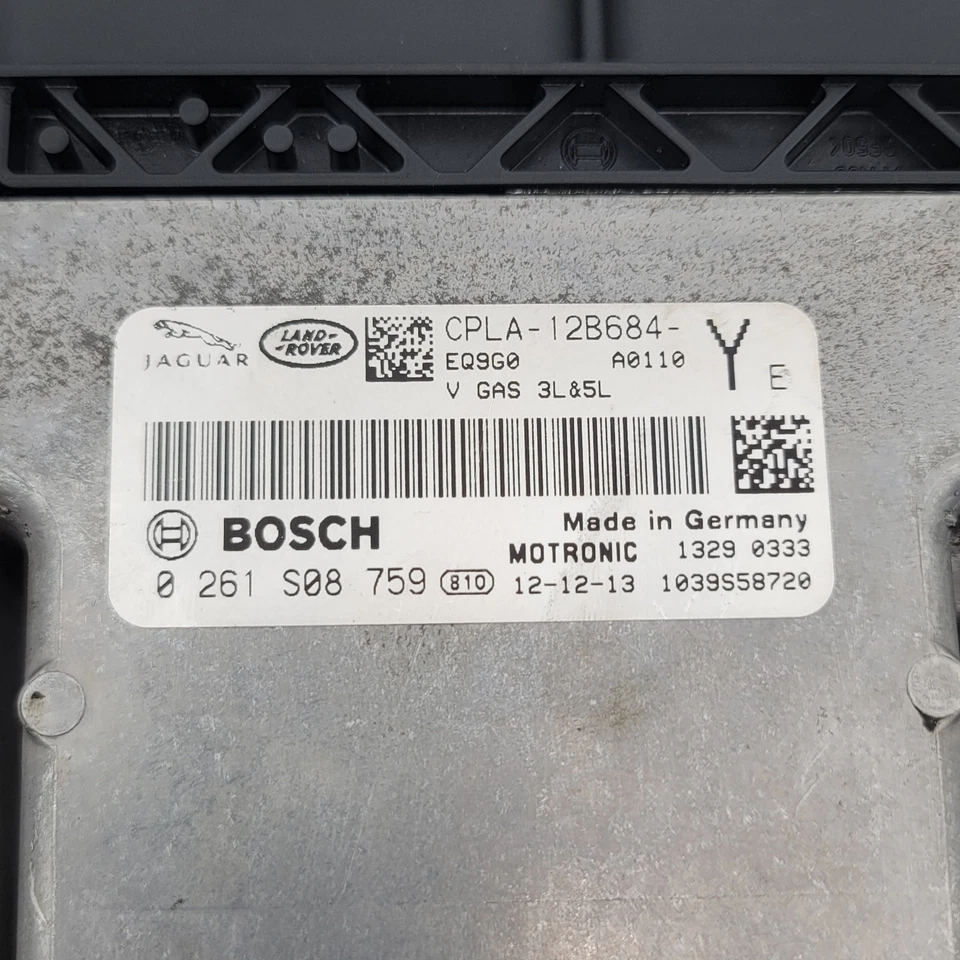 JAGUAR
LAND-
-ROVER
CPLA-12B684-
Y E
EQ9G0 A0110
V GAS 3L&5L
BOSCH
Made in Germany
MOTRONIC 1329 0333
0 261 S08 759 810 12-12-13 1039S58720